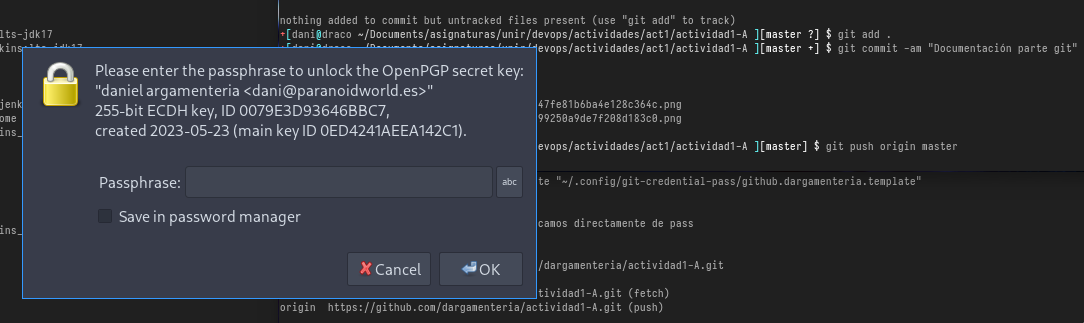 nothing added to commit but untracked files present (use "git add" to track)
lts-jdk17
[dani@draco ~/Documents/asignaturas/unir/devops/actividades/act1/actividad1-A ][master ?] $ git add .
kinslts-jdk17
[dani@draco ~/Documents/asignaturas/unir/devops/actividades/act1/actividad1-A ][master +] $ git commit -am "Documentación parte git"
Please enter the passphrase to unlock the OpenPGP secret key:
"daniel argamenteria <dani@paranoidworld.es>"
255-bit ECDH key, ID 0079E3D93646BBC7,
created 2023-05-23 (main key ID 0ED4241AEEA142C1).
jenk
47fe81b6ba4e128c364c.png
ome
99250a9de7f208d183c0.png
ins_
devops/actividades/act1/actividad1-A ][master] $ git push origin master
Passphrase:
abc
te "~/.config/git-credential-pass/github.dargamenteria.template"
Save in password manager
ins_
camos directamente de pass
Cancel
OK
/dargamenteria/actividad1-A.git
tividad1-A.git (fetch)
origin https://github.com/dargamenteria/actividad1-A.git (push)